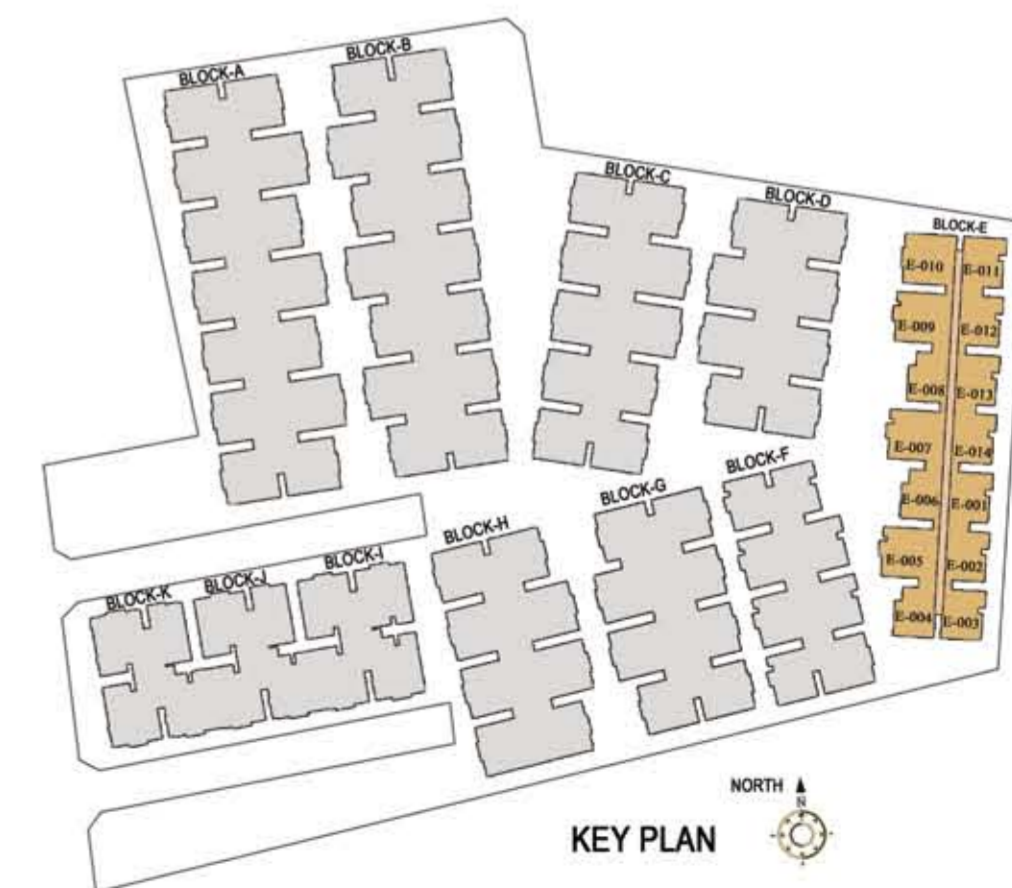 BLOCK-A
BLOCK-B
BLOCK-C
BLOCK-D
BLOCK-E
E-010
E-011
E-009
E-012
E-008
E-013
E-007
E-014
E-006
E-001
E-005
E-002
E-004
E-003
BLOCK-F
BLOCK-G
BLOCK-H
BLOCK-I
BLOCK-J
BLOCK-K
NORTH
N
KEY PLAN